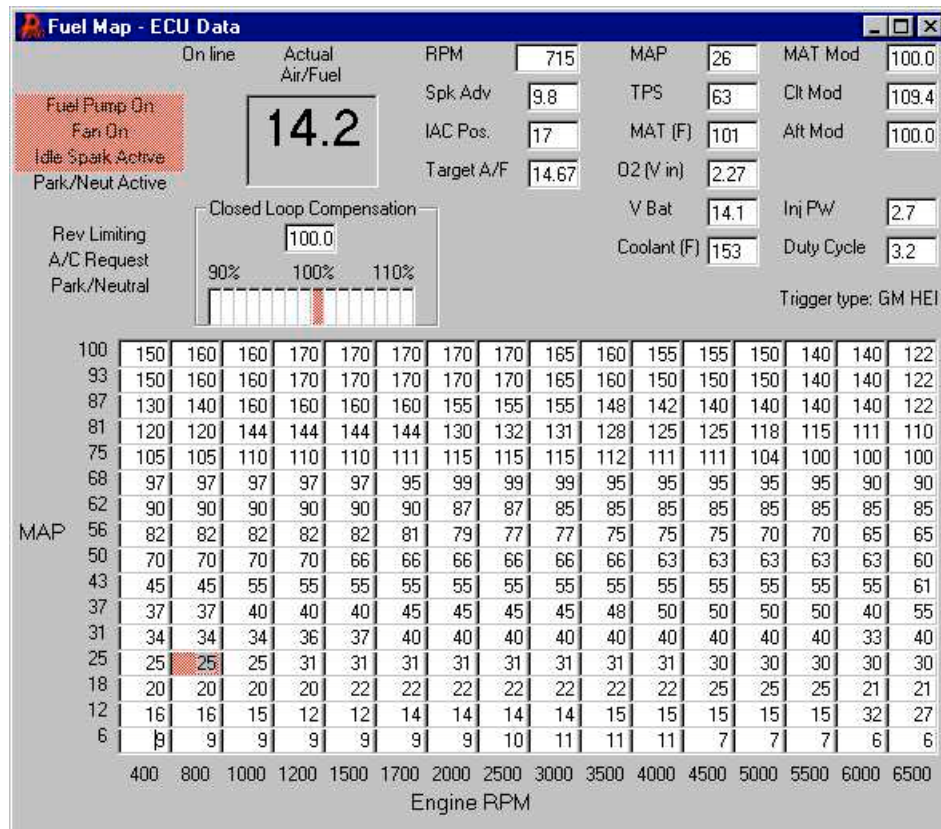 Fuel Map - ECU Data
On line Actual Air/Fuel RPM 715 MAP 26 MAT Mod 100.0
Fuel Pump On 14.2 Spk Adv 9.8 TPS 63 Clt Mod 109.4
Fan On IAC Pos. 17 MAT (F) 101 Aft Mod 100.0
Idle Spark Active Target A/F 14.67 O2 (V in) 2.27
Park/Neut Active
Closed Loop Compensation V Bat 14.1 Inj PW 2.7
Rev Limiting 100.0 Coolant (F) 153 Duty Cycle 3.2
A/C Request
Park/Neutral 90% 100% 110%
Trigger type: GM HEI
100 150 160 160 170 170 170 170 170 165 160 155 155 150 140 140 122
93 150 160 160 170 170 170 170 170 165 160 150 150 150 140 140 122
87 130 140 160 160 160 160 155 155 155 148 142 140 140 140 140 122
81 120 120 144 144 144 144 130 132 131 128 125 125 118 115 111 110
75 105 105 110 110 110 111 115 115 115 112 111 111 104 100 100 100
68 97 97 97 97 97 95 99 99 99 95 95 95 95 95 90 90
62 90 90 90 90 90 90 87 87 85 85 85 85 85 85 85 85
MAP 56 82 82 82 82 82 81 79 77 77 75 75 75 70 70 65 65
50 70 70 70 70 66 66 66 66 66 66 63 63 63 63 63 60
43 45 45 55 55 55 55 55 55 55 55 55 55 55 55 55 61
37 37 37 40 40 40 45 45 45 45 48 50 50 50 50 40 55
31 34 34 34 36 37 40 40 40 40 40 40 40 40 40 33 40
25 25 25 25 31 31 31 31 31 31 31 31 30 30 30 30 30
18 20 20 20 20 22 22 22 22 22 22 22 25 25 25 21 21
12 16 16 15 12 12 14 14 14 14 15 15 15 15 15 32 27
6 9 9 9 9 9 9 9 10 11 11 11 7 7 7 6 6
400 800 1000 1200 1500 1700 2000 2500 3000 3500 4000 4500 5000 5500 6000 6500
Engine RPM